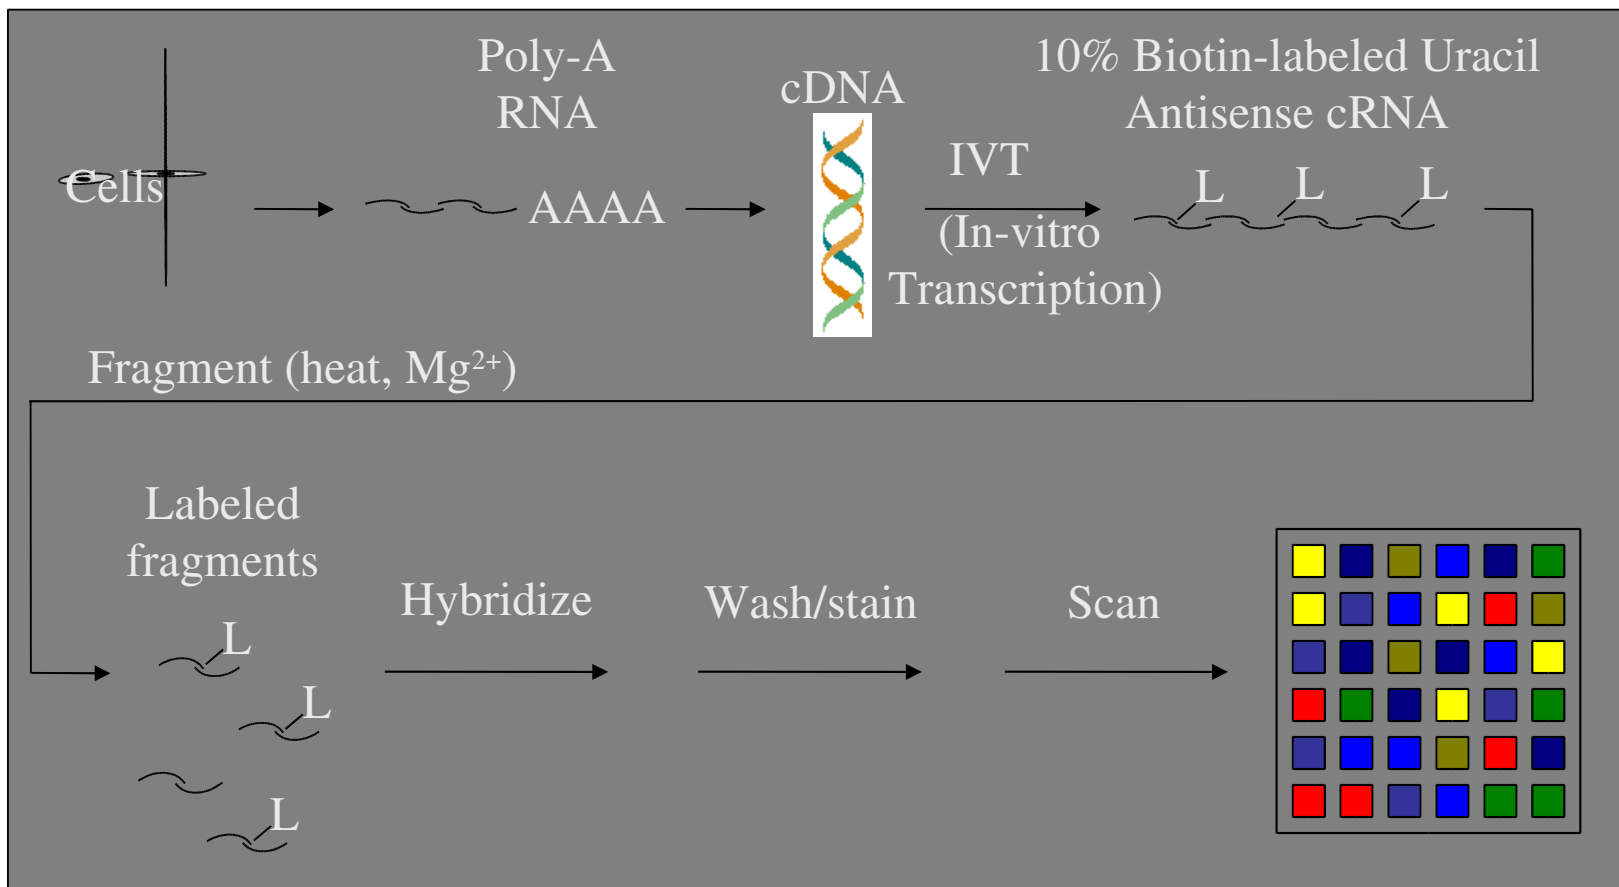 Poly-A
RNA
cDNA
10% Biotin-labeled Uracil
Antisense cRNA
IVT
(In-vitro
Transcription)
Cells
AAAA
L
L
L
Fragment (heat, Mg²⁺)
Labeled
fragments
Hybridize
Wash/stain
Scan
L
L
L